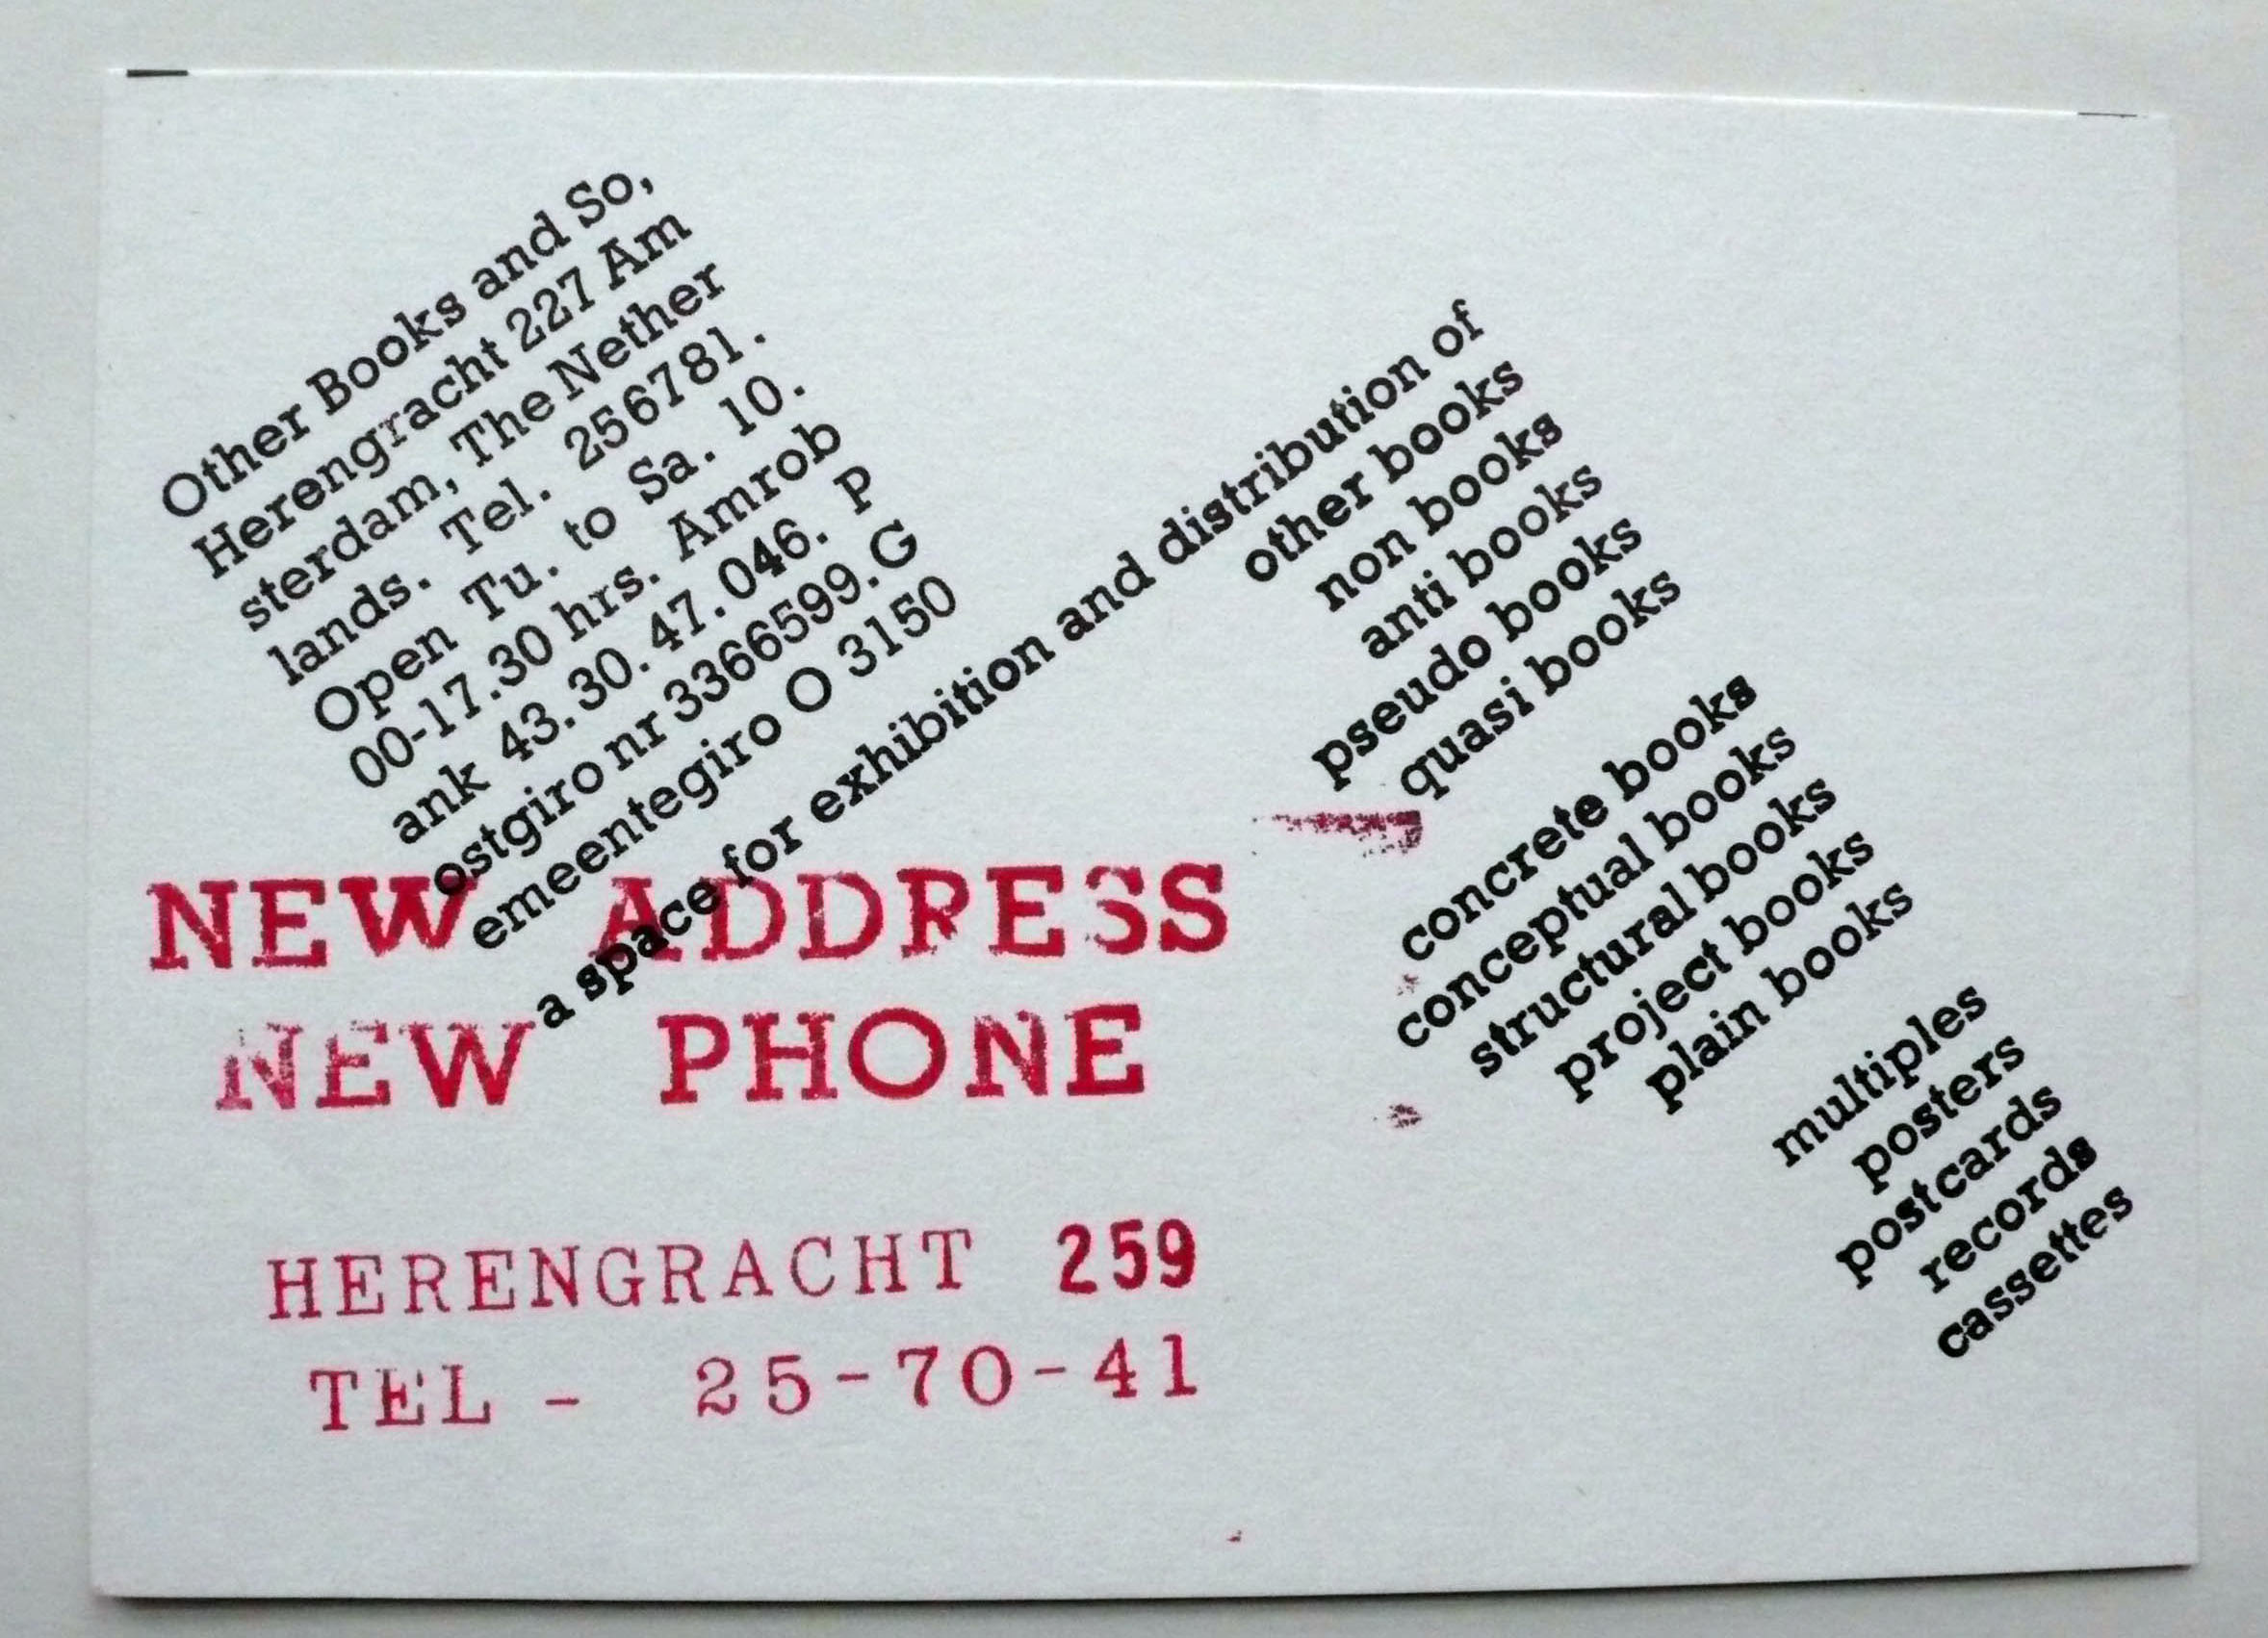 Other Books and So,
Herengracht 227 Am
sterdam, The Nether
lands. Tel. 256781.
Open Tu. to Sa. 10.
00-17.30 hrs. Amrob
ank 43.30.47.046. P
ostgiro nr 3366599. G
emeentegiro O 3150
a space for exhibition and distribution of
other books
non books
anti books
pseudo books
quasi books
concrete books
conceptual books
structural books
project books
plain books
multiples
posters
postcards
records
cassettes
NEW ADDRESS
NEW PHONE
HERENGRACHT 259
TEL - 25-70-41